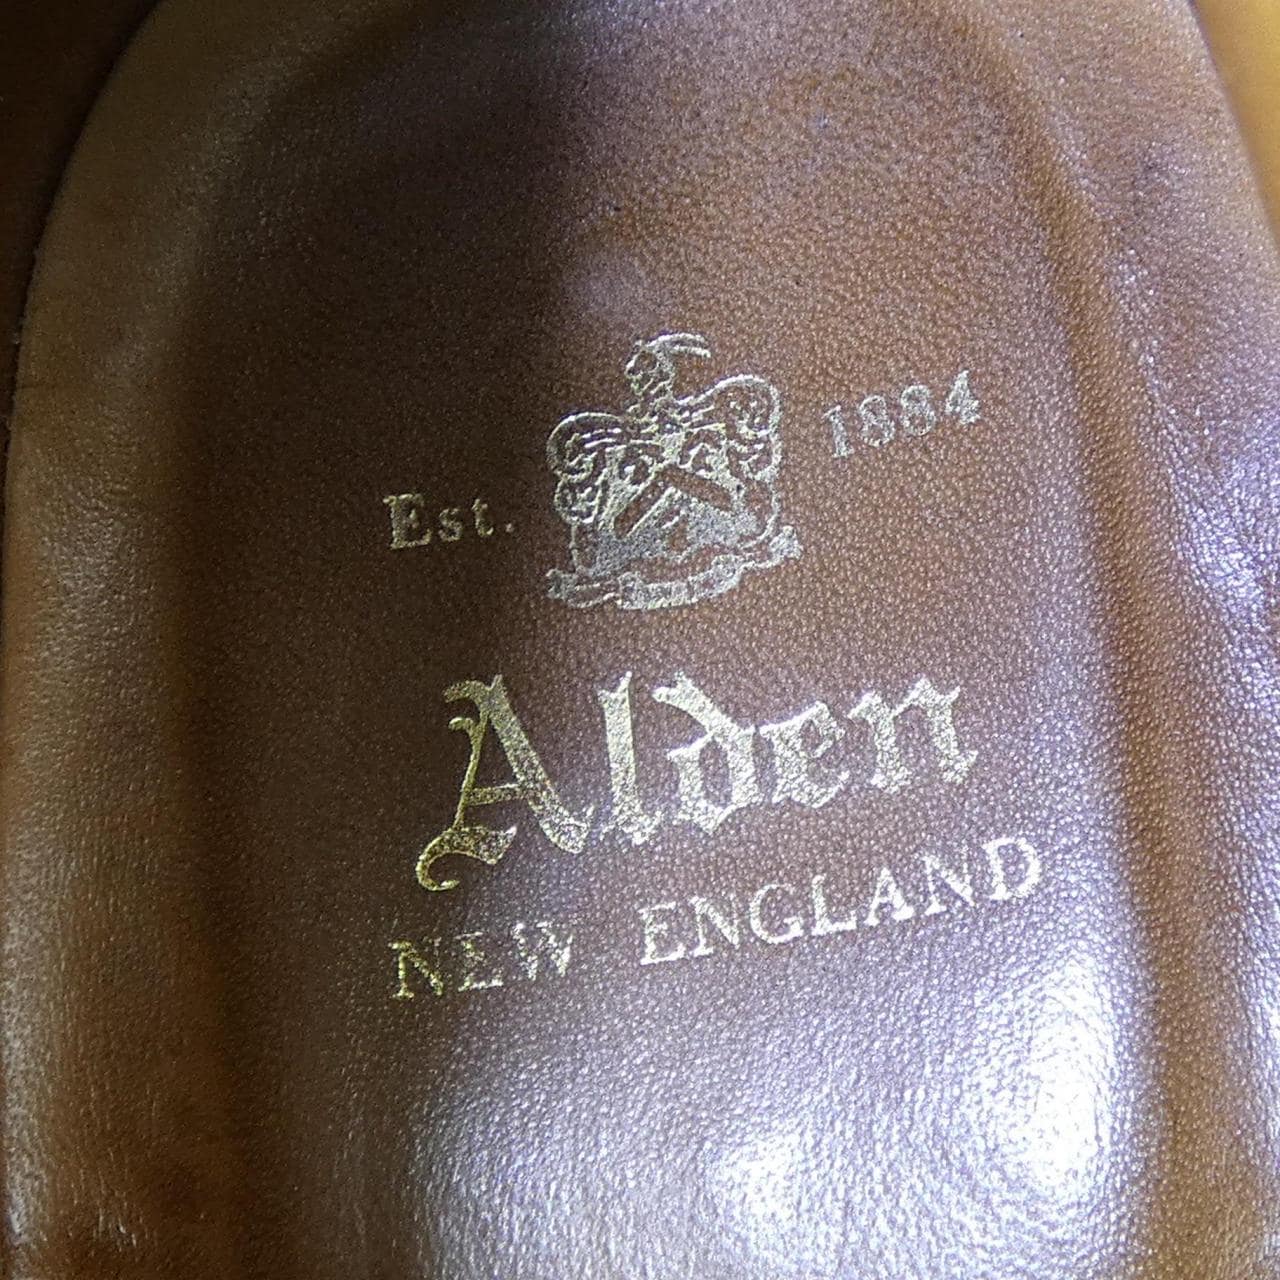 Est. 1884
Alden
NEW ENGLAND